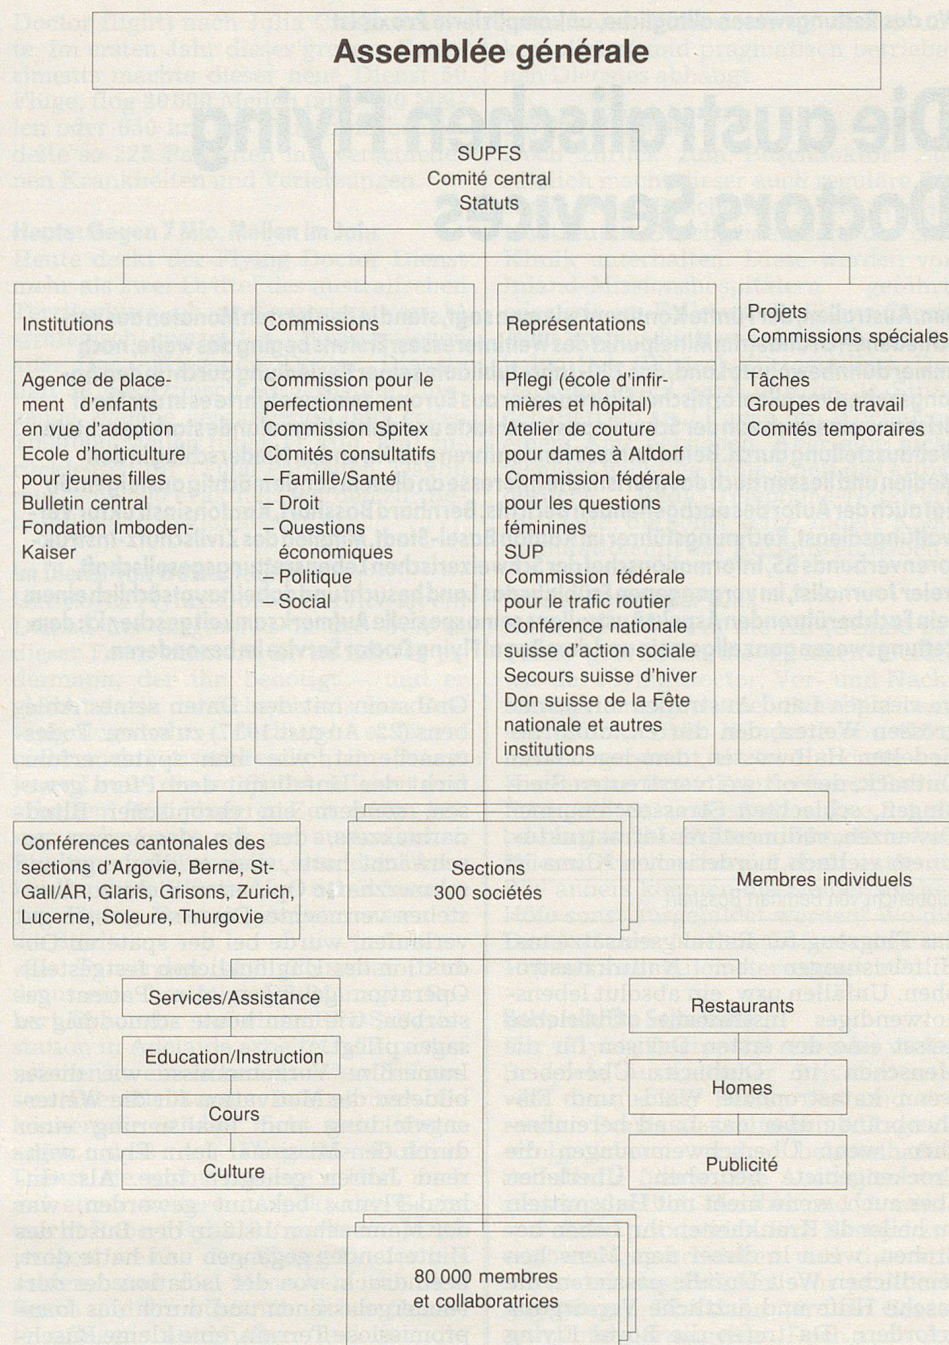 Assemblée générale
SUPFS
Comité central
Statuts
Institutions
Agence de place-
ment d'enfants
en vue d'adoption
Ecole d'horticulture
pour jeunes filles
Bulletin central
Fondation Imboden-
Kaiser
Commissions
Commission pour le
perfectionnement
Commission Spitex
Comités consultatifs
– Famille/Santé
– Droit
– Questions
économiques
– Politique
– Social
Représentations
Pflegi (école d'infir-
mières et hôpital)
Atelier de couture
pour dames à Altdorf
Commission fédérale
pour les questions
féminines
SUP
Commission fédérale
pour le trafic routier
Conférence nationale
suisse d'action sociale
Secours suisse d'hiver
Don suisse de la Fête
nationale et autres
institutions
Projets
Commissions spéciales
Tâches
Groupes de travail
Comités temporaires
Conférences cantonales des
sections d'Argovie, Berne, St-
Gall/AR, Glaris, Grisons, Zurich,
Lucerne, Soleure Thurgovie
Sections
300 sociétés
Membres individuels
Services/Assistance
Education/Instruction
Cours
Culture
Restaurants
Homes
Publicité
80 000 membres
et collaboratrices